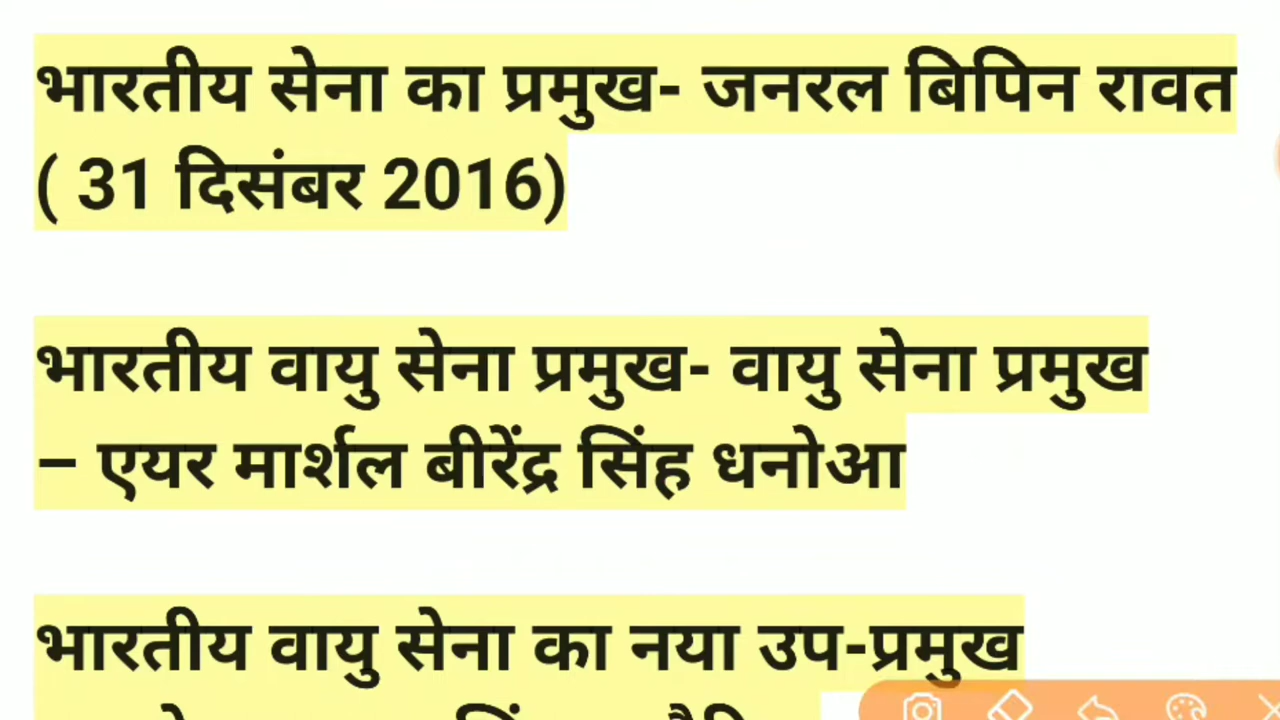 भारतीय सेना का प्रमुख- जनरल बिपिन रावत
( 31 दिसंबर 2016)
भारतीय वायु सेना प्रमुख- वायु सेना प्रमुख
– एयर मार्शल बीरेंद्र सिंह धनोआ
भारतीय वायु सेना का नया उप-प्रमुख